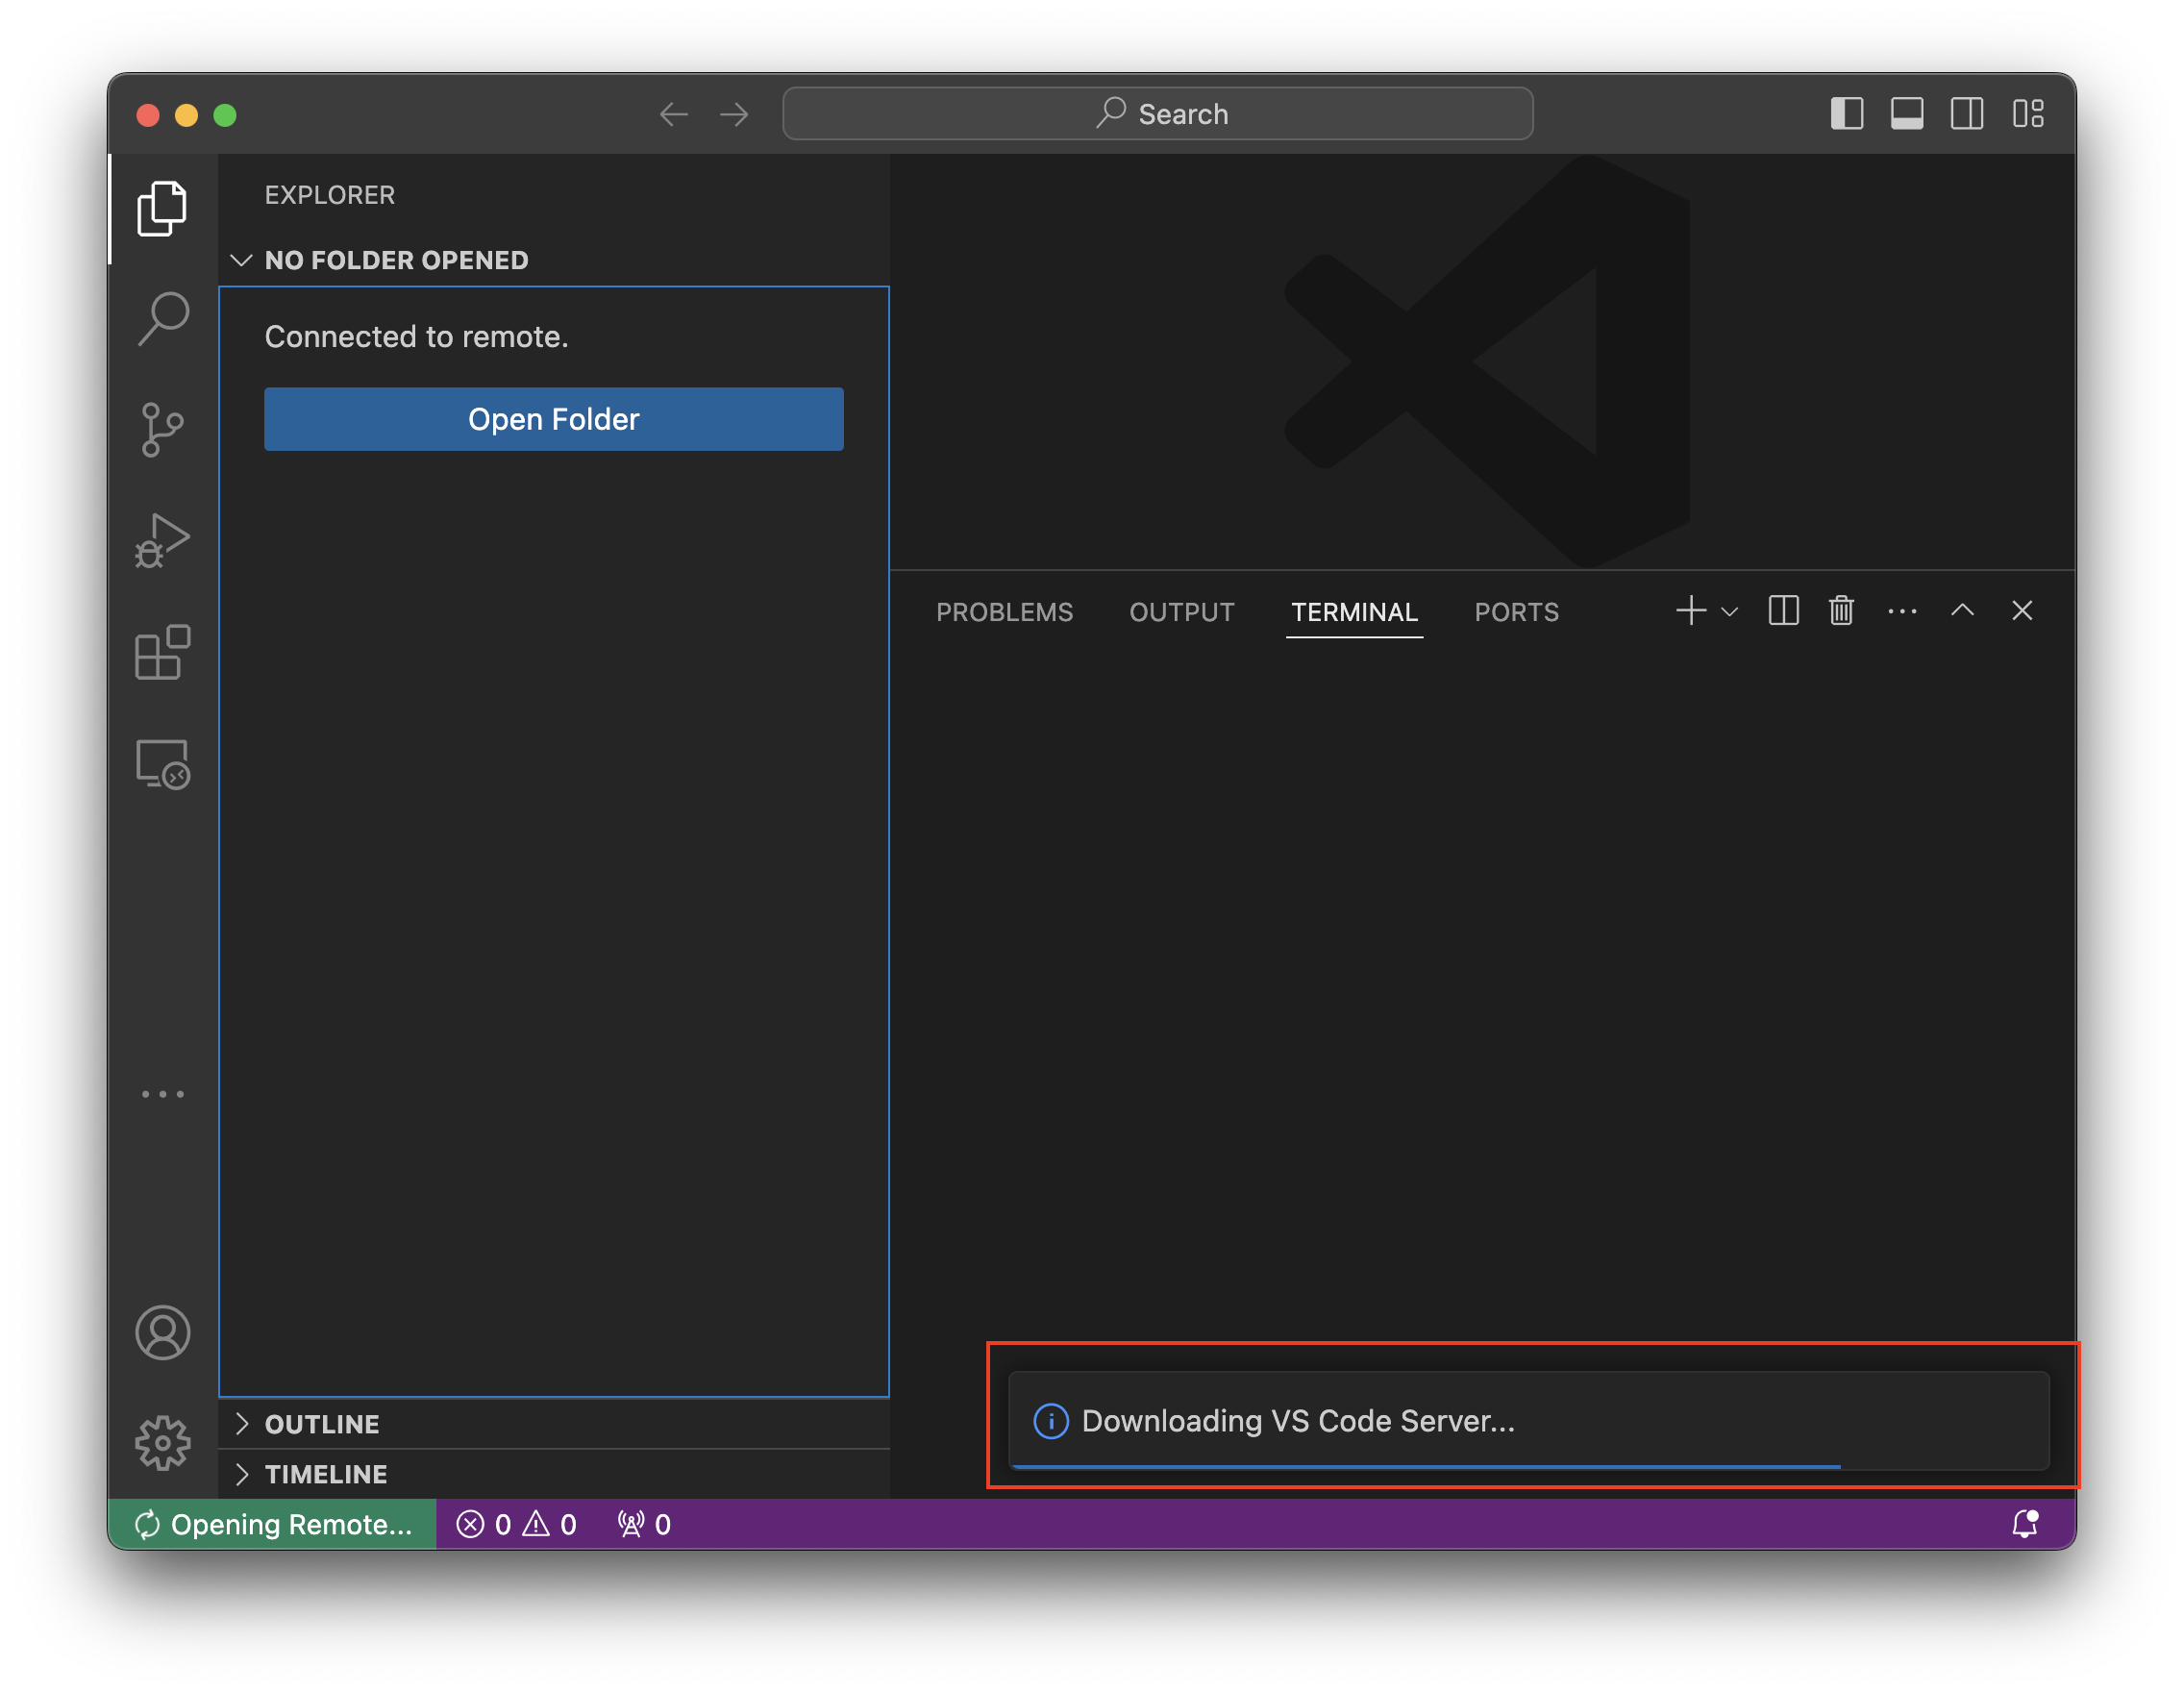 Search
EXPLORER
NO FOLDER OPENED
Connected to remote.
Open Folder
OUTLINE
TIMELINE
PROBLEMS OUTPUT TERMINAL PORTS
Downloading VS Code Server...
Opening Remote... 0 0 0